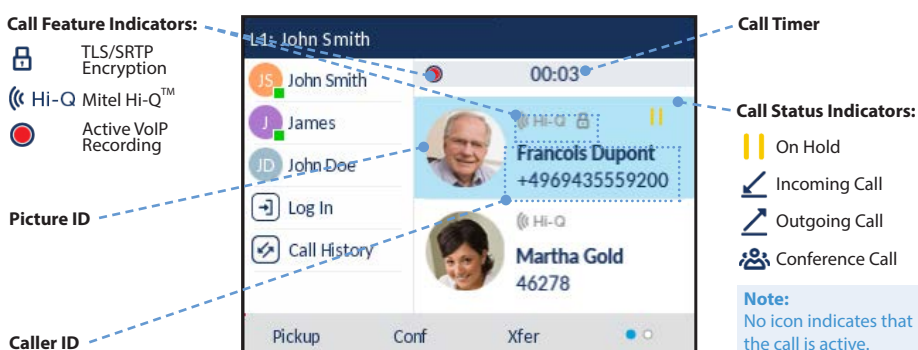 Call Feature Indicators:
TLS/SRTP
Encryption
Hi-Q Mitel Hi-Q™
Active VoIP
Recording
Picture ID
Caller ID
L1: John Smith
JS John Smith
J James
JD John Doe
Log In
Call History
00:03
Hi-Q
Francois Dupont
+4969435559200
Hi-Q
Martha Gold
46278
Pickup Conf Xfer
Call Timer
Call Status Indicators:
On Hold
Incoming Call
Outgoing Call
Conference Call
Note:
No icon indicates that
the call is active.